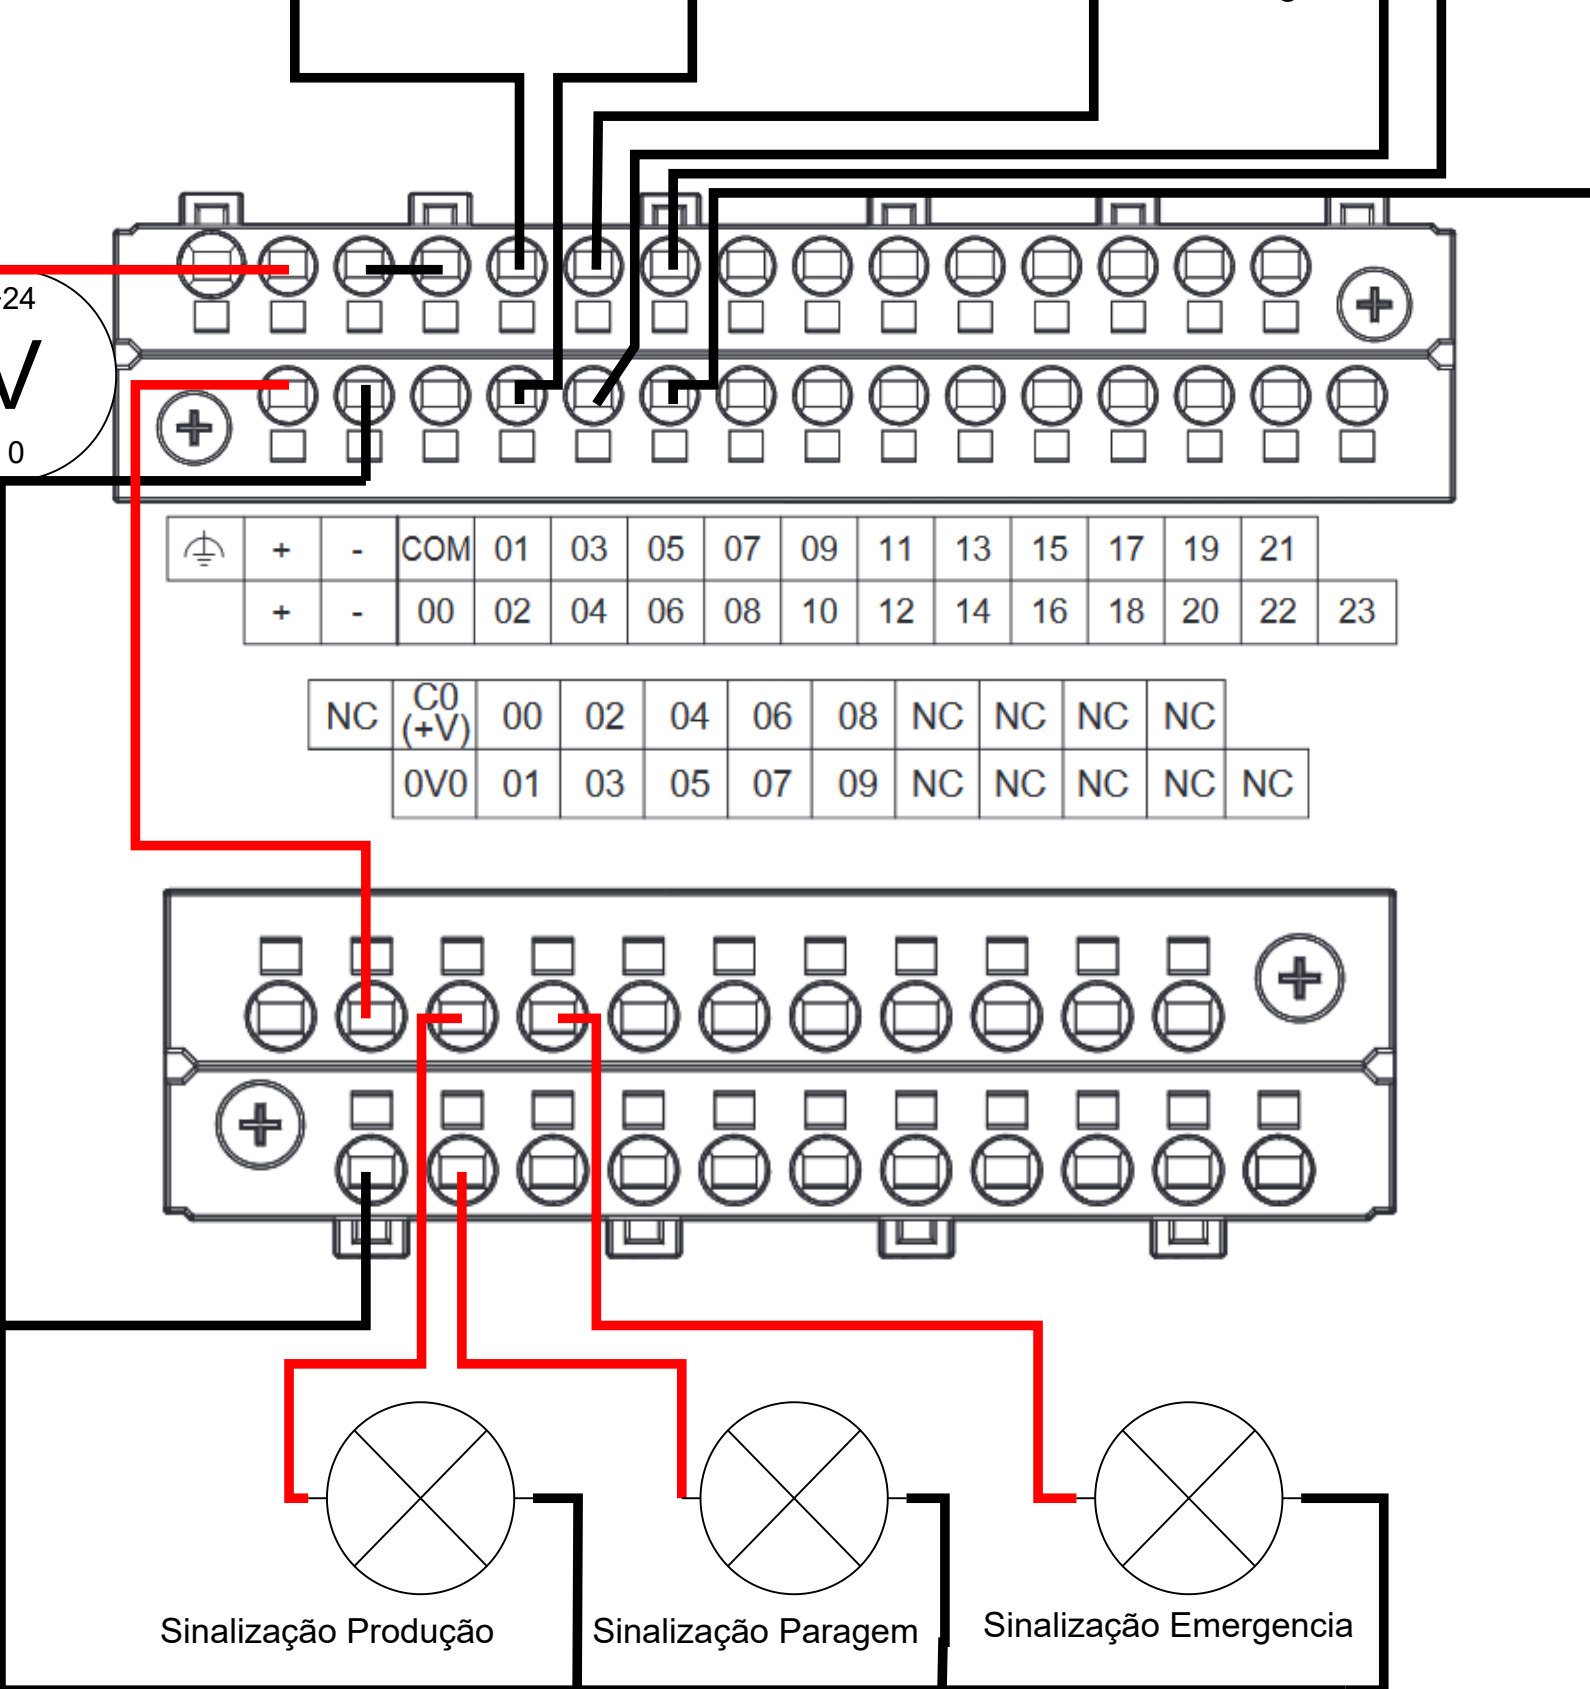 -24
V
0
+ - COM 01 03 05 07 09 11 13 15 17 19 21
+ - 00 02 04 06 08 10 12 14 16 18 20 22 23
NC C0 (+V) 00 02 04 06 08 NC NC NC NC
0V0 01 03 05 07 09 NC NC NC NC NC
Sinalização Produção
Sinalização Paragem
Sinalização Emergencia